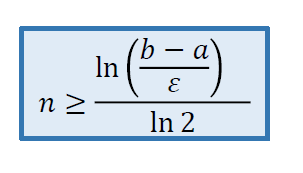 n ≥ ln((b − a)/ε) / ln 2